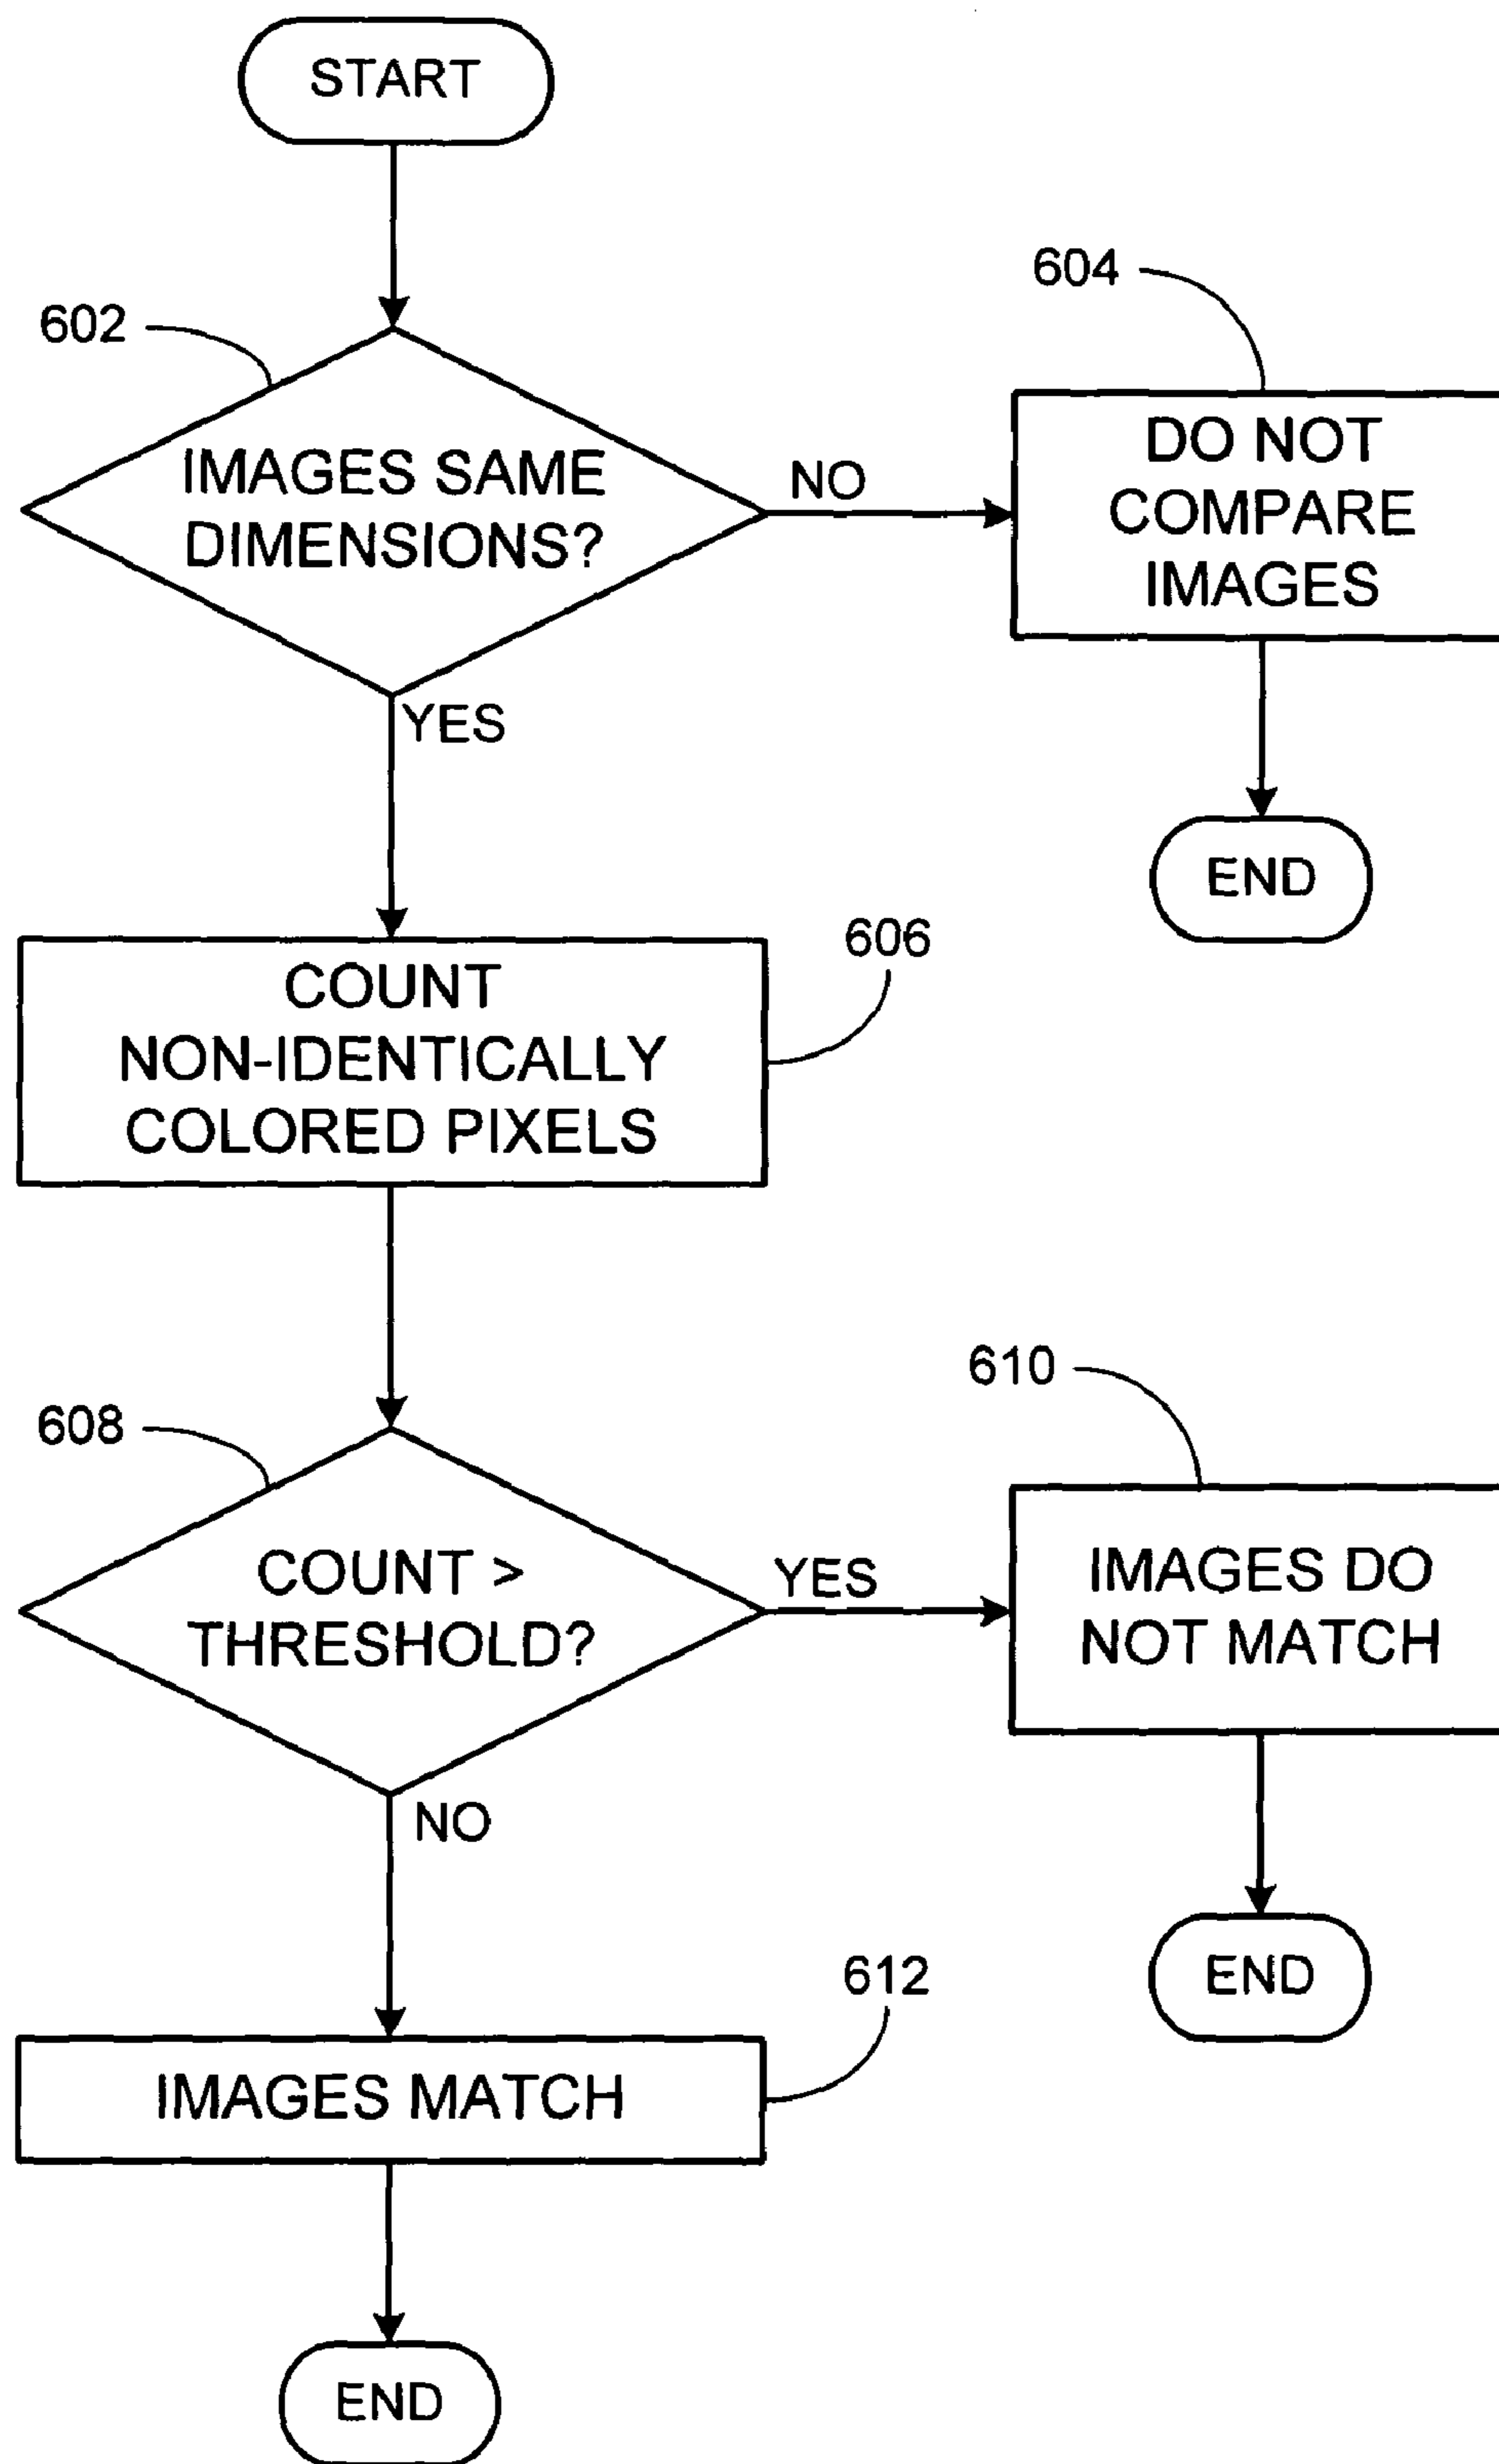 START
602
IMAGES SAME
DIMENSIONS?
NO
604
DO NOT
COMPARE
IMAGES
END
YES
606
COUNT
NON-IDENTICALLY
COLORED PIXELS
608
COUNT >
THRESHOLD?
YES
610
IMAGES DO
NOT MATCH
END
NO
612
IMAGES MATCH
END